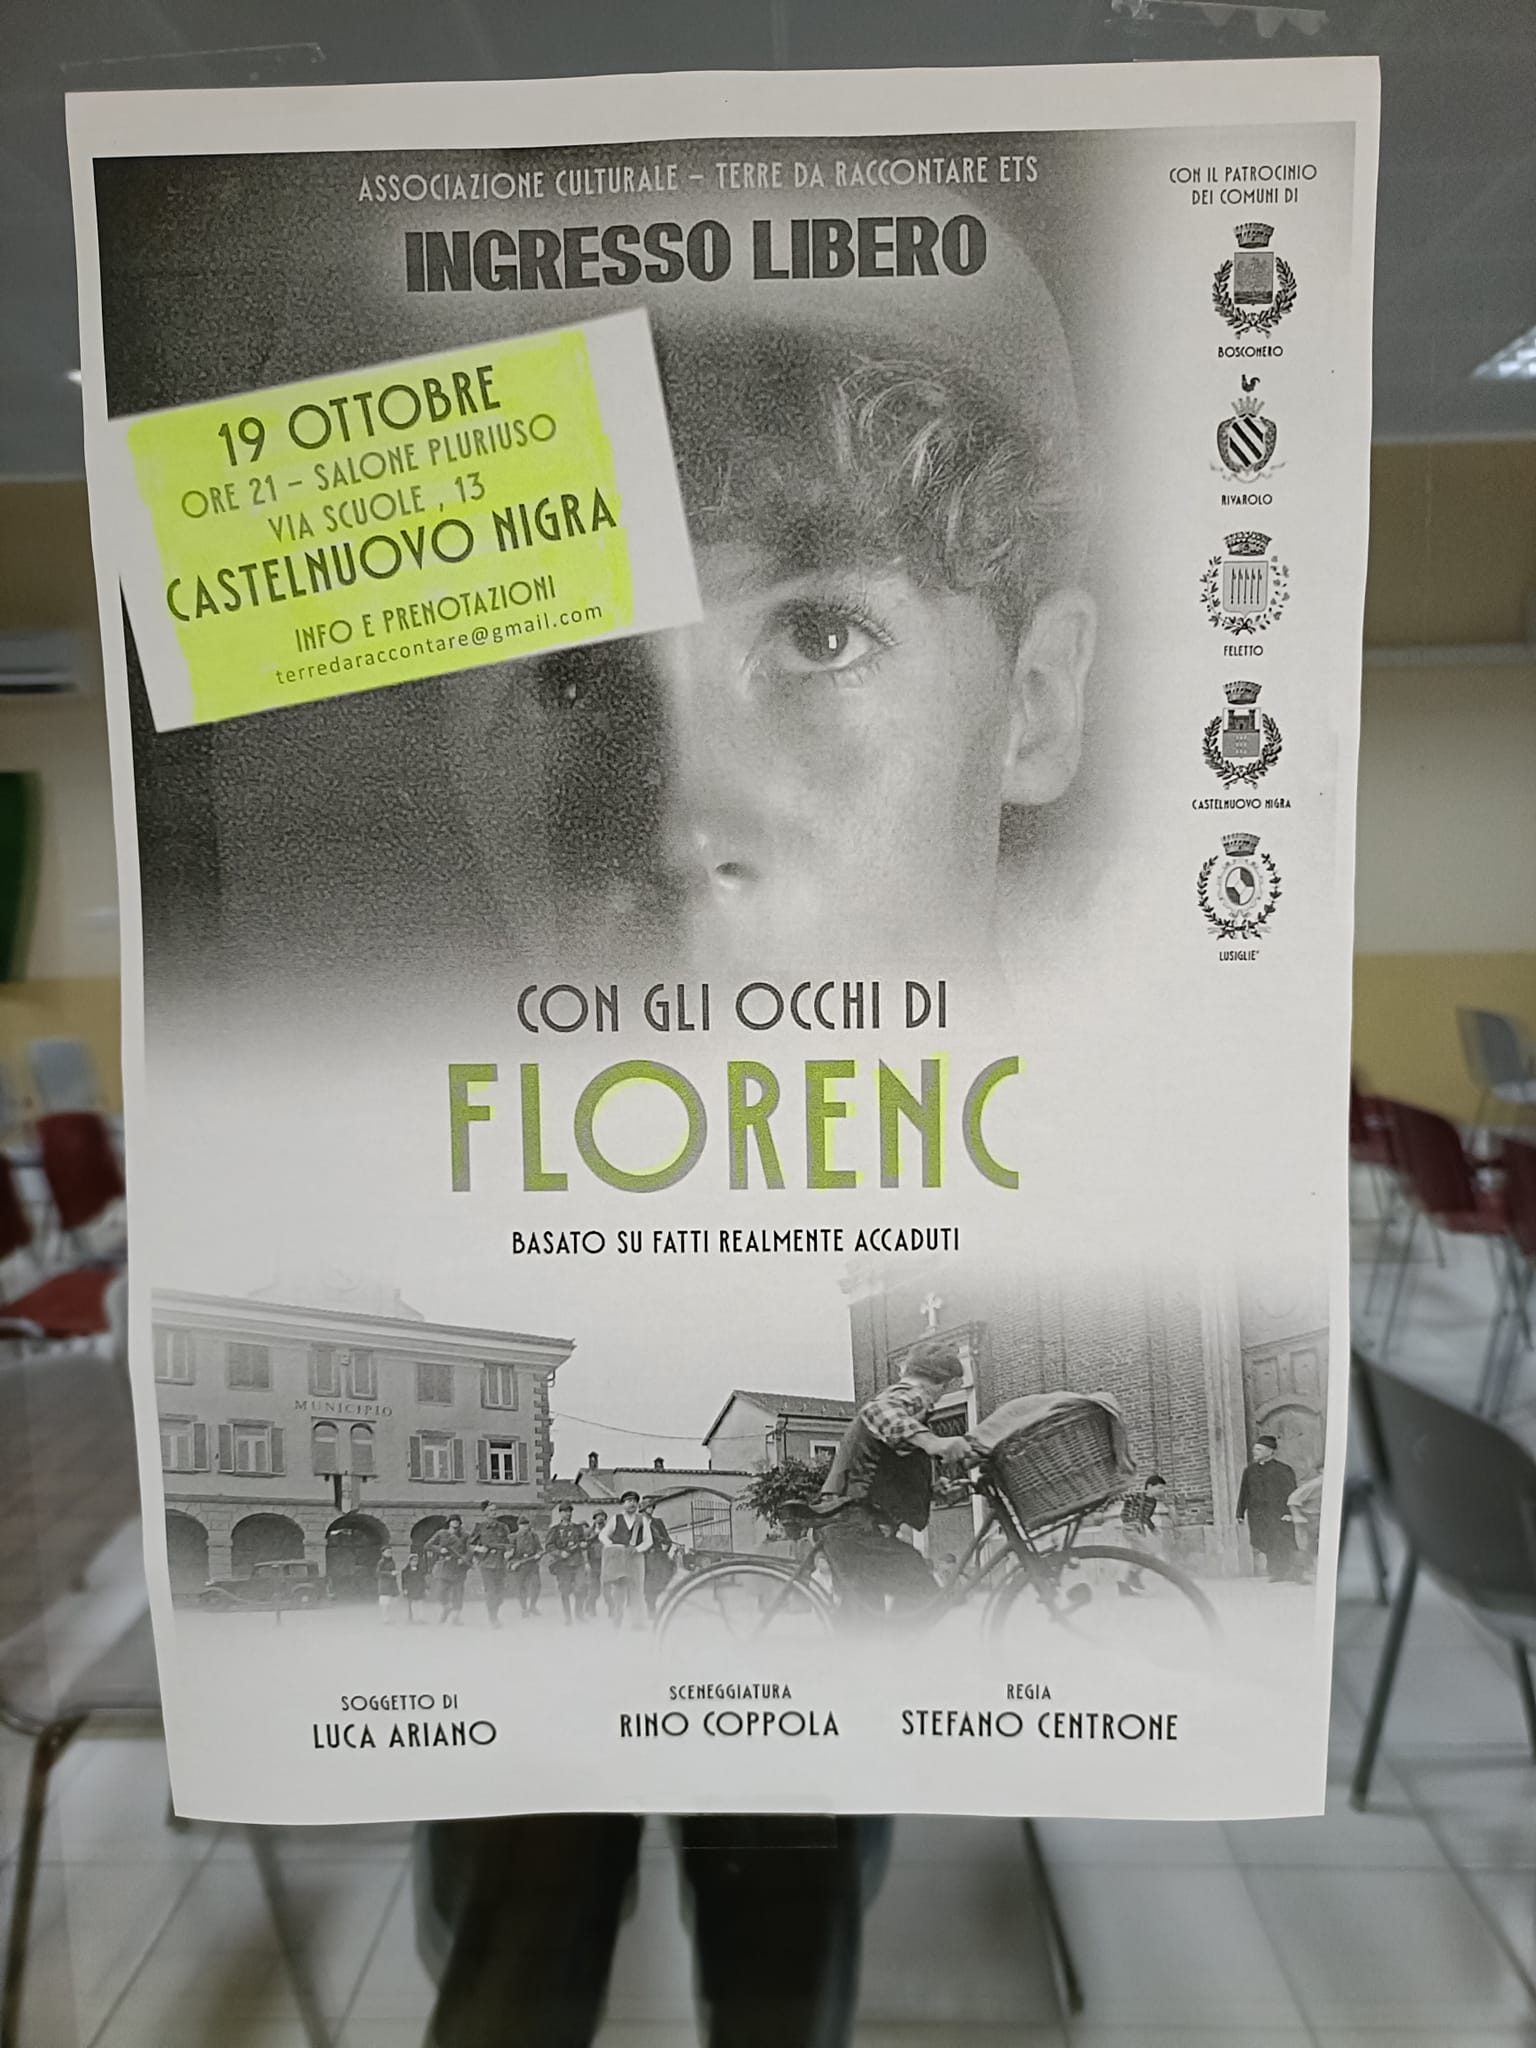 ASSOCIAZIONE CULTURALE – TERRE DA RACCONTARE ETS
INGRESSO LIBERO
CON IL PATROCINIO
DEI COMUNI DI
BOSCONERO
RIVAROLO
FELETTO
CASTELNUOVO NIGRA
LUSIGLIE'
19 OTTOBRE
ORE 21 – SALONE PLURIUSO
VIA SCUOLE , 13
CASTELNUOVO NIGRA
INFO E PRENOTAZIONI
terredaraccontare@gmail.com
CON GLI OCCHI DI
FLORENC
BASATO SU FATTI REALMENTE ACCADUTI
MUNICIPIO
SOGGETTO DI
LUCA ARIANO
SCENEGGIATURA
RINO COPPOLA
REGIA
STEFANO CENTRONE